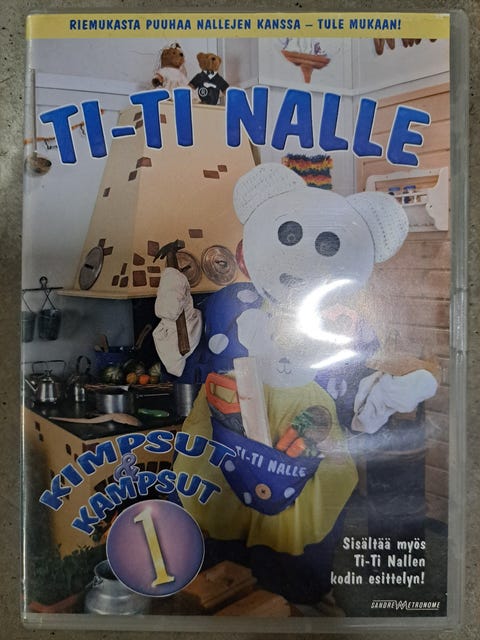 RIEMUKASTA PUUHAA NALLEJEN KANSSA – TULE MUKAAN!
®
TI-TI NALLE
TI-TI NALLE
KIMPSUT
&
KAMPSUT
1
Sisältää myös
Ti-Ti Nallen
kodin esittelyn!
SANDREW METRONOME